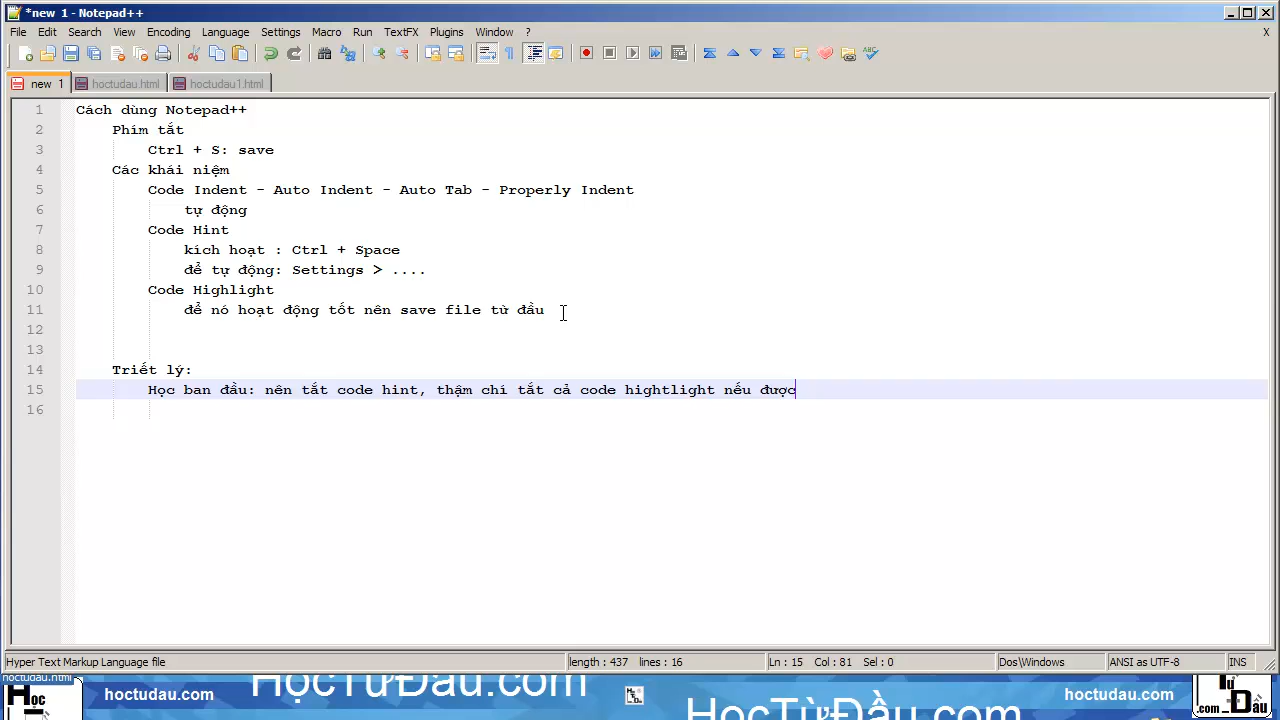 *new 1 - Notepad++
File Edit Search View Encoding Language Settings Macro Run TextFX Plugins Window ? X
new 1 hoctudau.html hoctudau1.html
1 Cách dùng Notepad++
2 Phím tắt
3 Ctrl + S: save
4 Các khái niệm
5 Code Indent - Auto Indent - Auto Tab - Properly Indent
6 tự động
7 Code Hint
8 kích hoạt : Ctrl + Space
9 để tự động: Settings > ....
10 Code Highlight
11 để nó hoạt động tốt nên save file từ đầu
12
13
14 Triết lý:
15 Học ban đầu: nên tắt code hint, thậm chí tắt cả code hightlight nếu được
16
Hyper Text Markup Language file length : 437 lines : 16 Ln : 15 Col : 81 Sel : 0 Dos\Windows ANSI as UTF-8 INS
hoctudau.html
Học
hoctudau.com
HọcTừĐầu.com
HọcTừĐầu.com
hoctudau.com
Từ
.com _Đầu